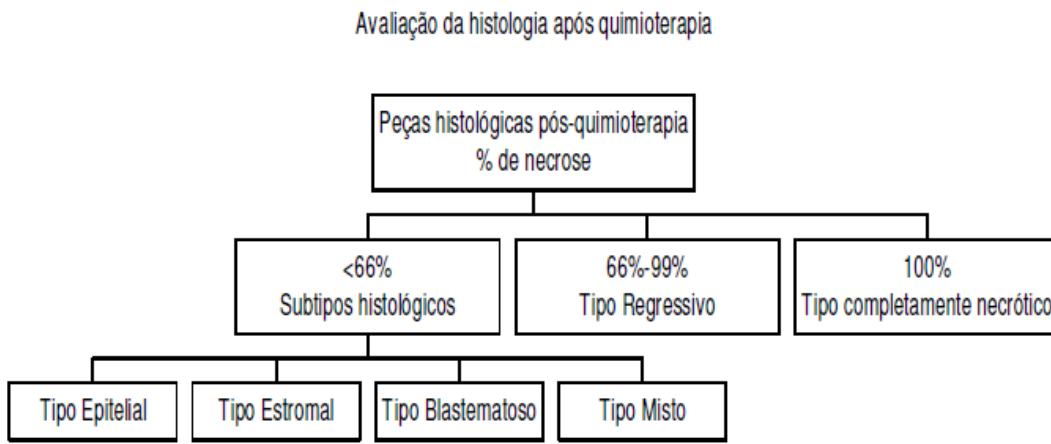 Avaliação da histologia após quimioterapia
Peças histológicas pós-quimioterapia
% de necrose
<66%
Subtipos histológicos
66%-99%
Tipo Regressivo
100%
Tipo completamente necrótico
Tipo Epitelial
Tipo Estromal
Tipo Blastematoso
Tipo Misto